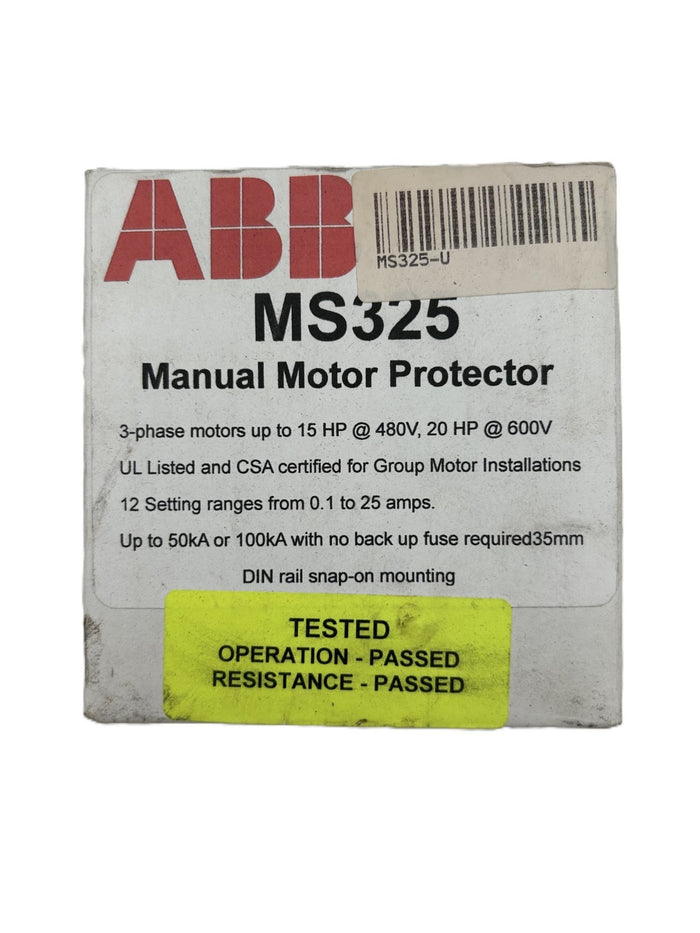 ABB
MS325-U
MS325
Manual Motor Protector
3-phase motors up to 15 HP @ 480V, 20 HP @ 600V
UL Listed and CSA certified for Group Motor Installations
12 Setting ranges from 0.1 to 25 amps.
Up to 50kA or 100kA with no back up fuse required35mm
DIN rail snap-on mounting
TESTED
OPERATION - PASSED
RESISTANCE - PASSED